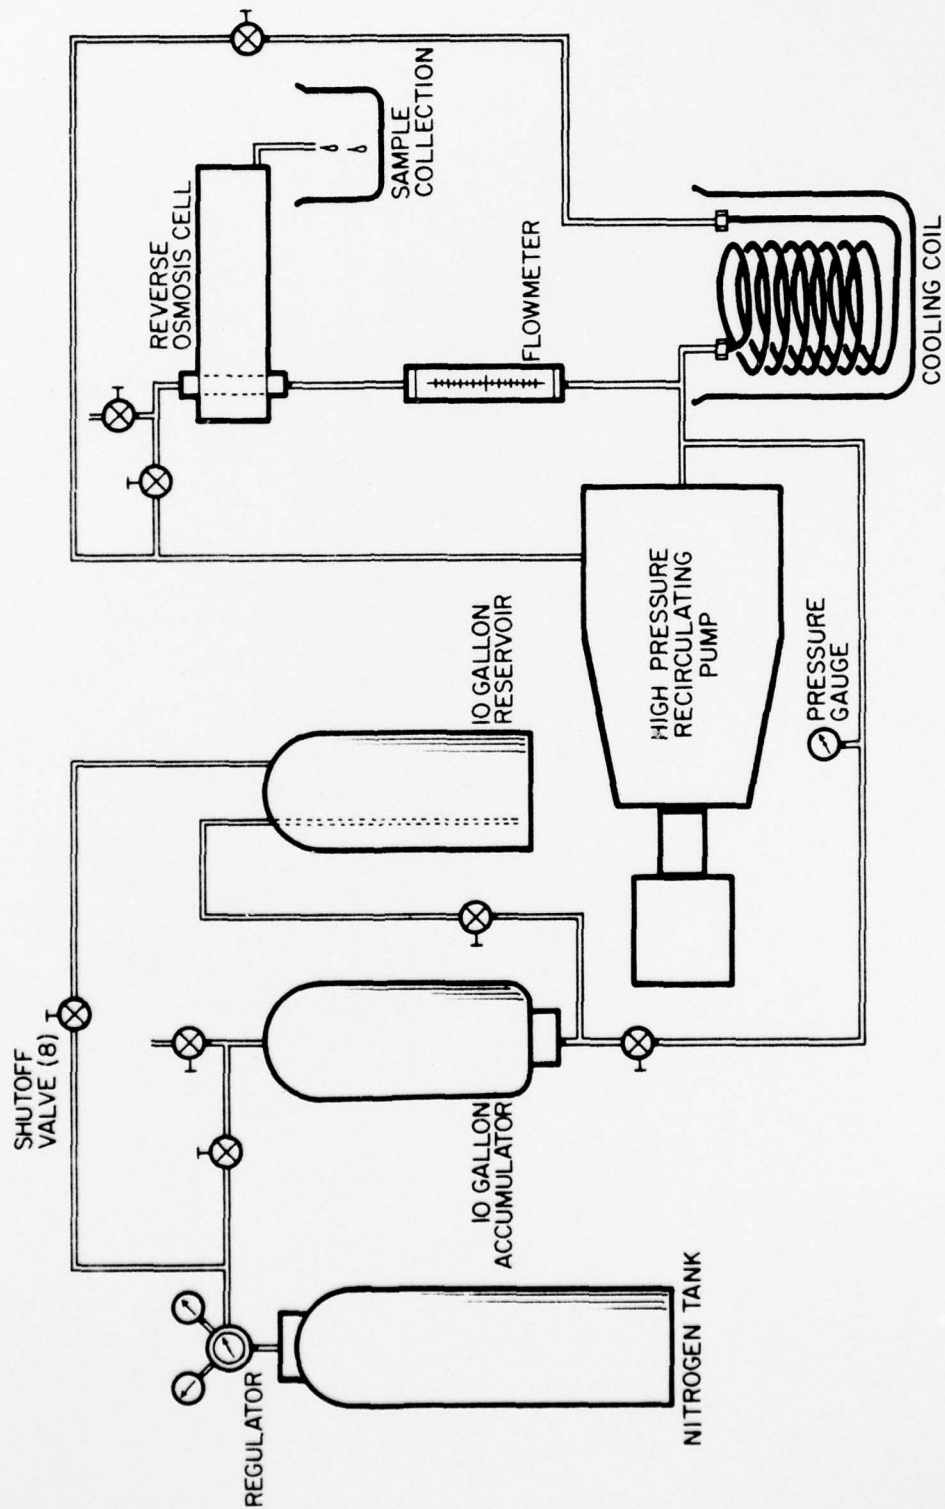 SHUTOFF
VALVE (8)
REVERSE
OSMOSIS CELL
SAMPLE
COLLECTION
REGULATOR
10 GALLON
ACCUMULATOR
10 GALLON
RESERVOIR
FLOWMETER
NITROGEN TANK
HIGH PRESSURE
RECIRCULATING
PUMP
PRESSURE
GAUGE
COOLING COIL